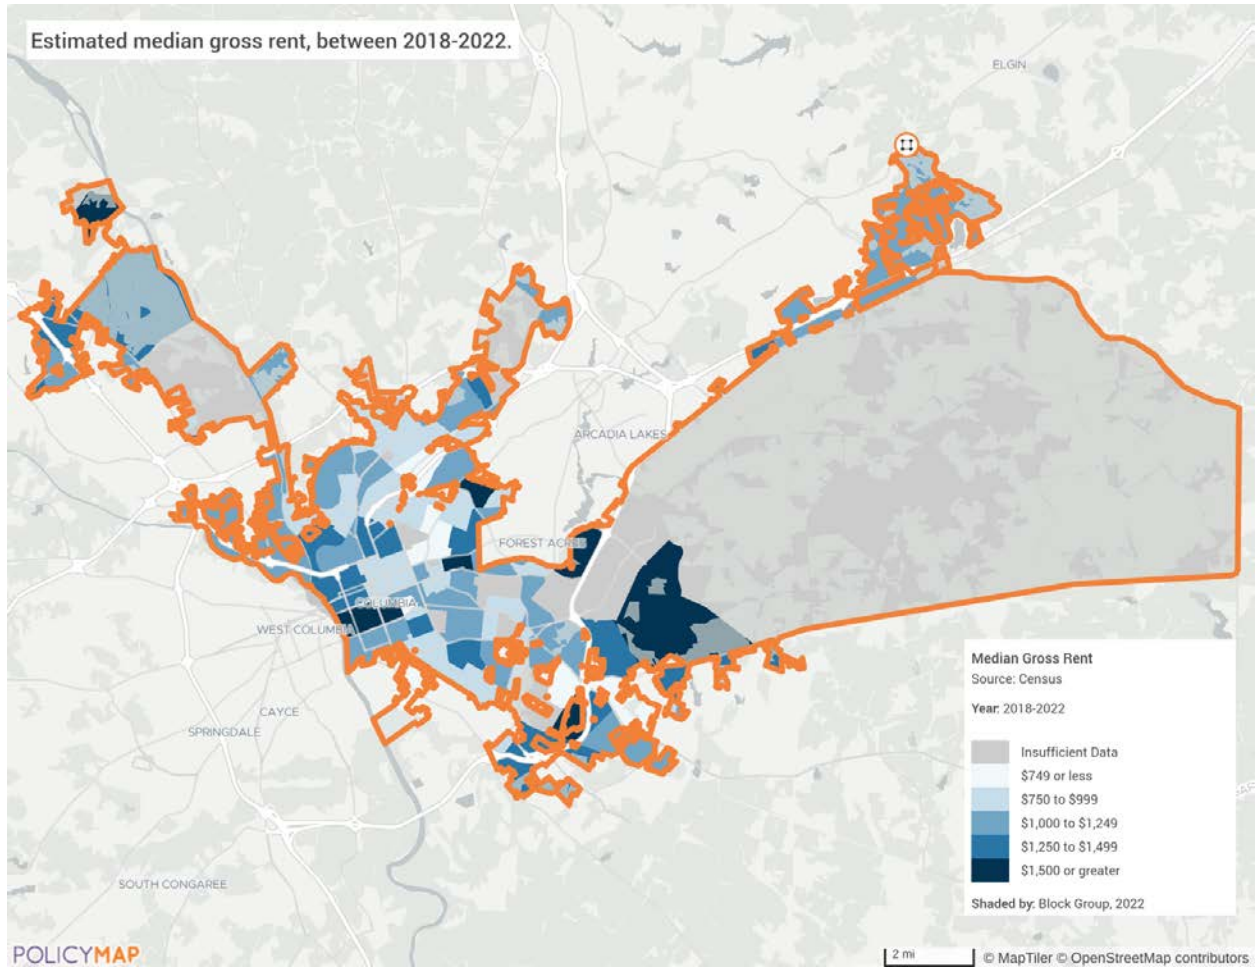 Estimated median gross rent, between 2018-2022.
ELGIN
ARCADIA LAKES
FOREST ACRES
COLUMBIA
WEST COLUMBIA
CAYCE
SPRINGDALE
SOUTH CONGAREE
Median Gross Rent
Source: Census
Year: 2018-2022
Insufficient Data
$749 or less
$750 to $999
$1,000 to $1,249
$1,250 to $1,499
$1,500 or greater
Shaded by: Block Group, 2022
POLICYMAP
2 mi
© MapTiler © OpenStreetMap contributors